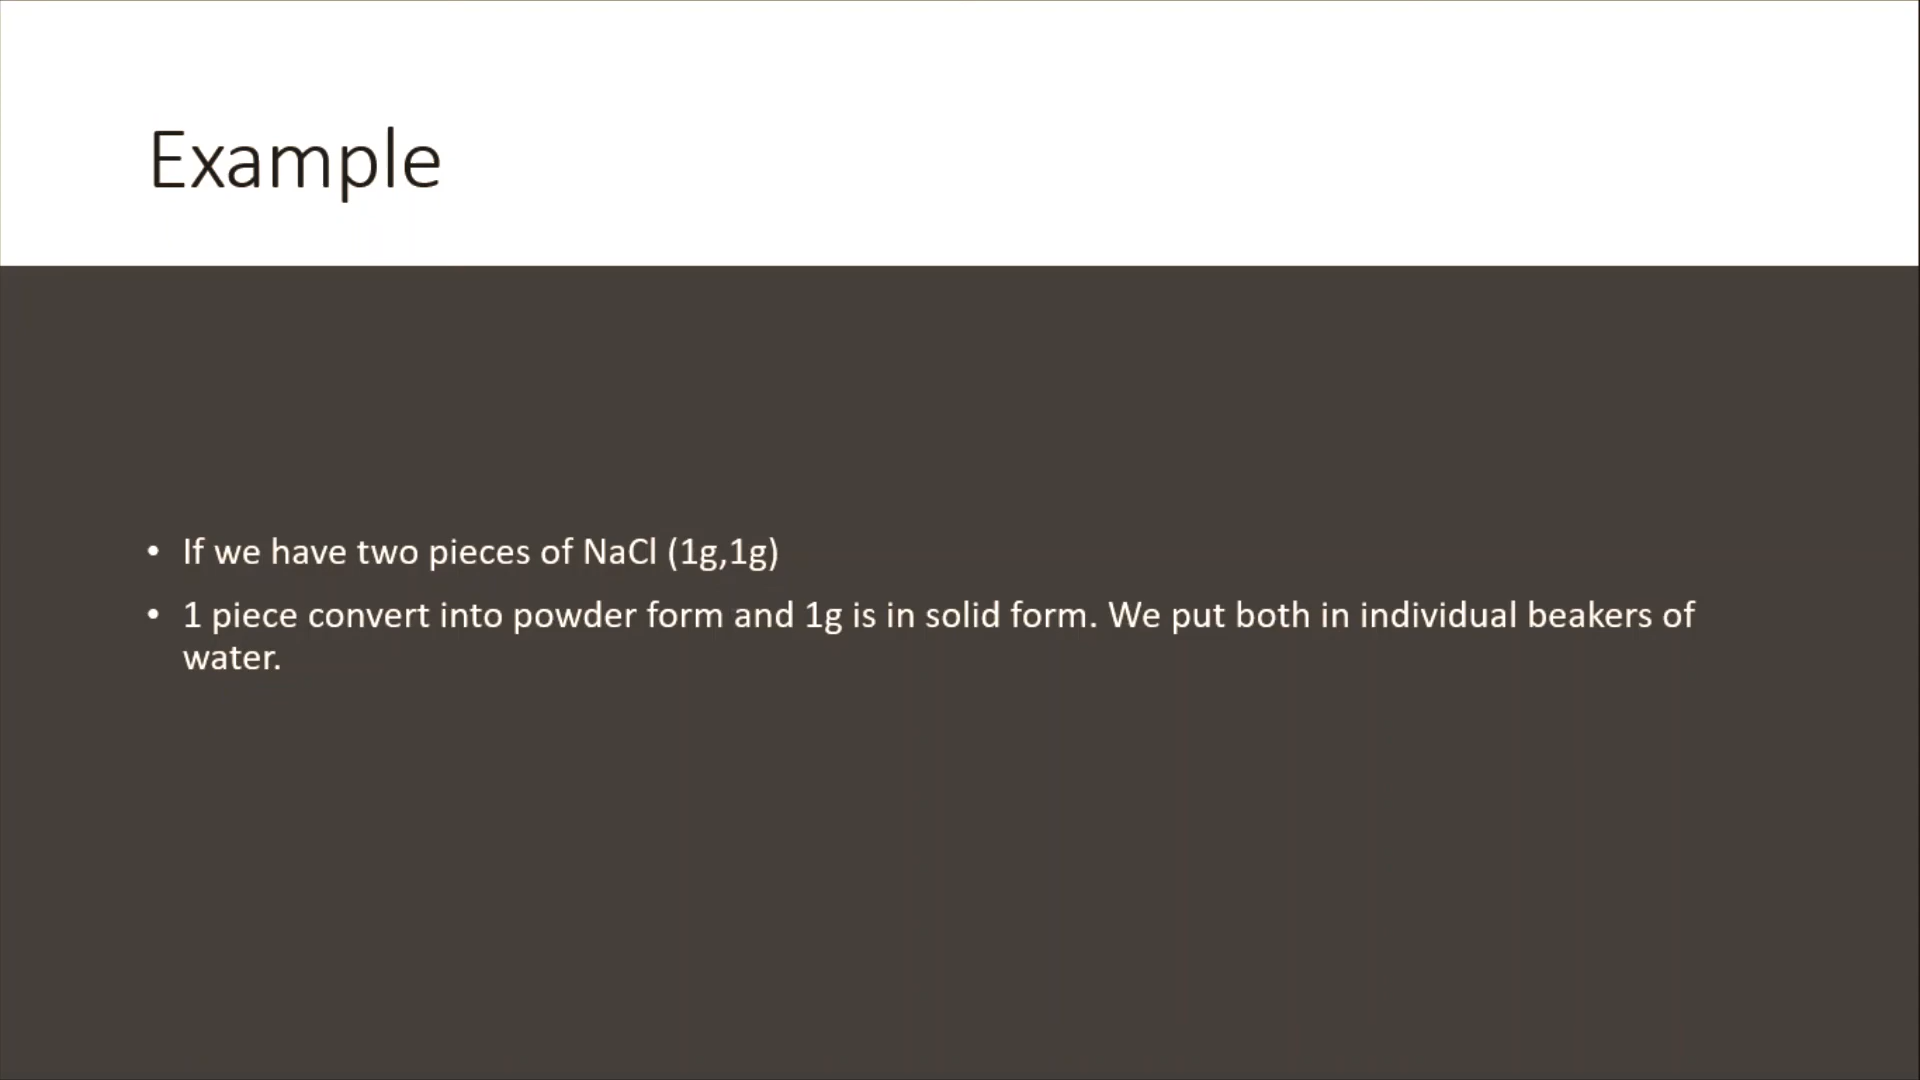 Example
• If we have two pieces of NaCl (1g,1g)
• 1 piece convert into powder form and 1g is in solid form. We put both in individual beakers of
water.